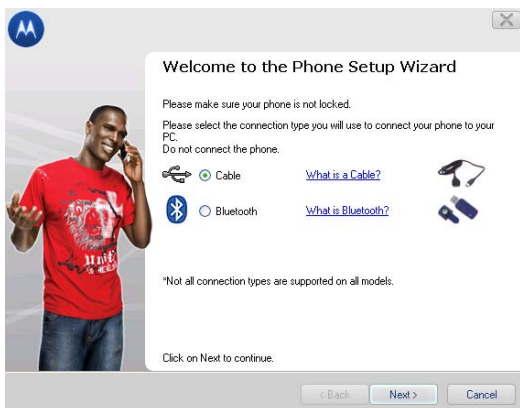 Welcome to the Phone Setup Wizard
Please make sure your phone is not locked.
Please select the connection type you will use to connect your phone to your
PC.
Do not connect the phone.
Cable What is a Cable?
Bluetooth What is Bluetooth?
*Not all connection types are supported on all models.
Click on Next to continue.
< Back Next > Cancel